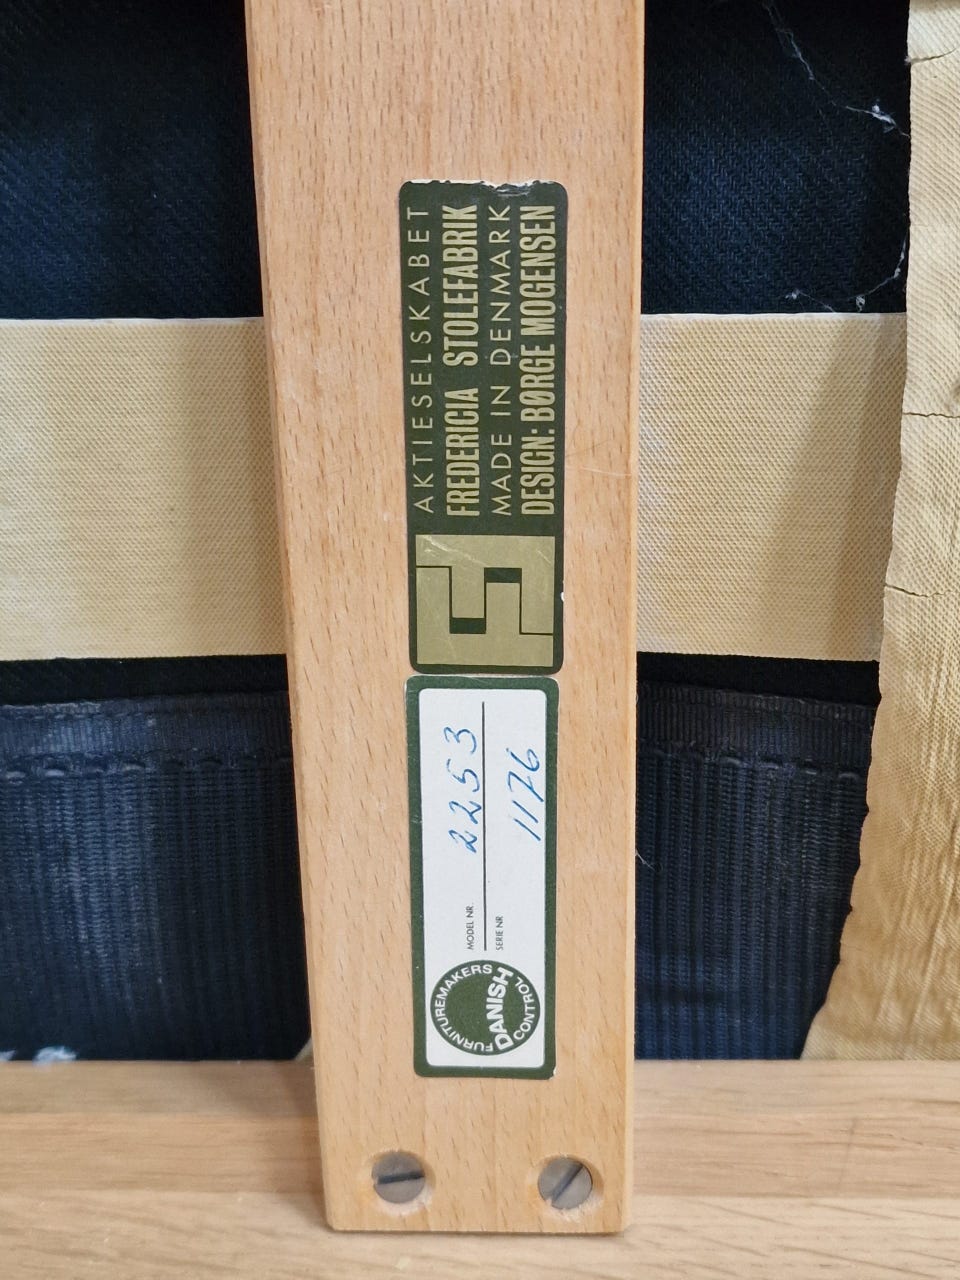 AKTIESELSKABET
FREDERICIA STOLEFABRIK
MADE IN DENMARK
DESIGN: BØRGE MOGENSEN
FURNITUREMAKERS
DANISH
CONTROL
MODEL NR. 2253
SERIE NR 1176